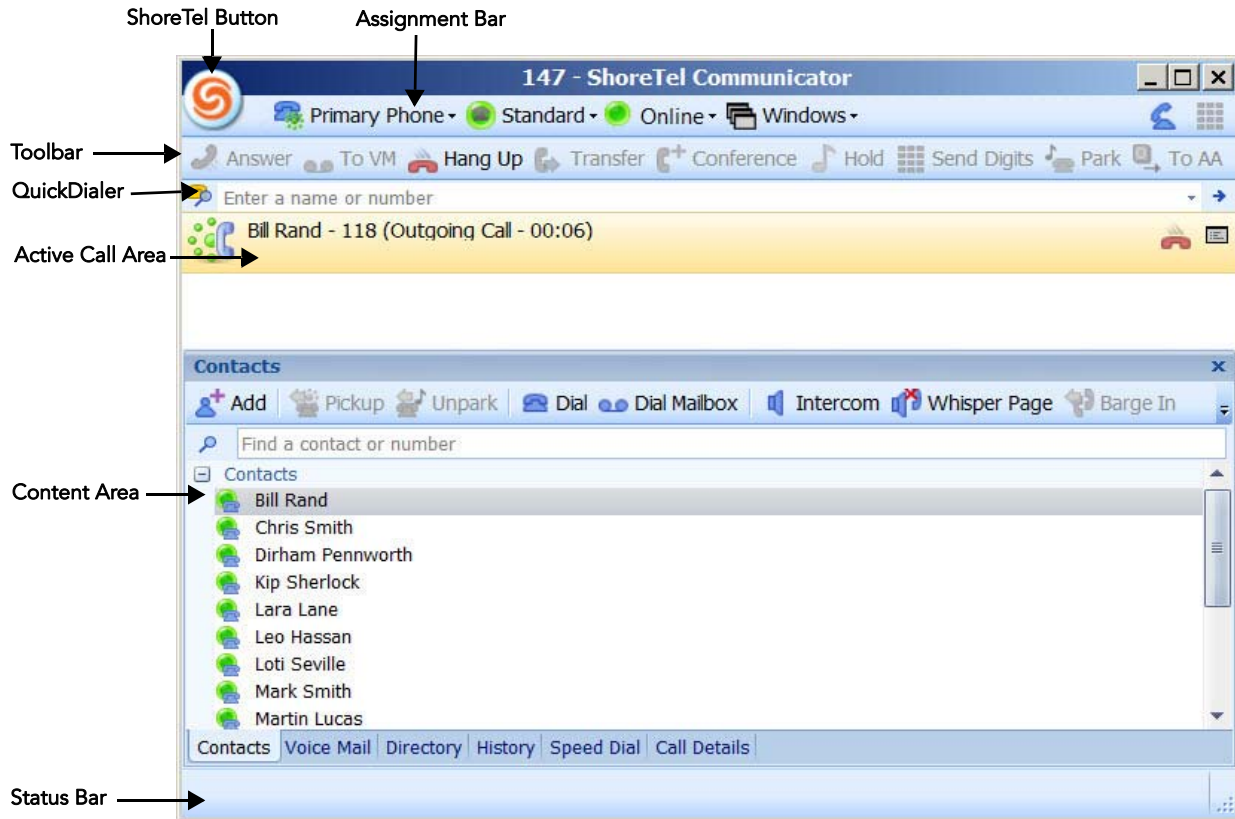 ShoreTel Button Assignment Bar
147 - ShoreTel Communicator
Primary Phone Standard Online Windows
Toolbar
Answer To VM Hang Up Transfer Conference Hold Send Digits Park To AA
QuickDialer
Enter a name or number
Bill Rand - 118 (Outgoing Call - 00:06)
Active Call Area
Contacts
Add Pickup Unpark Dial Dial Mailbox Intercom Whisper Page Barge In
Find a contact or number
Contacts
Content Area
Bill Rand
Chris Smith
Dirham Pennworth
Kip Sherlock
Lara Lane
Leo Hassan
Loti Seville
Mark Smith
Martin Lucas
Contacts Voice Mail Directory History Speed Dial Call Details
Status Bar